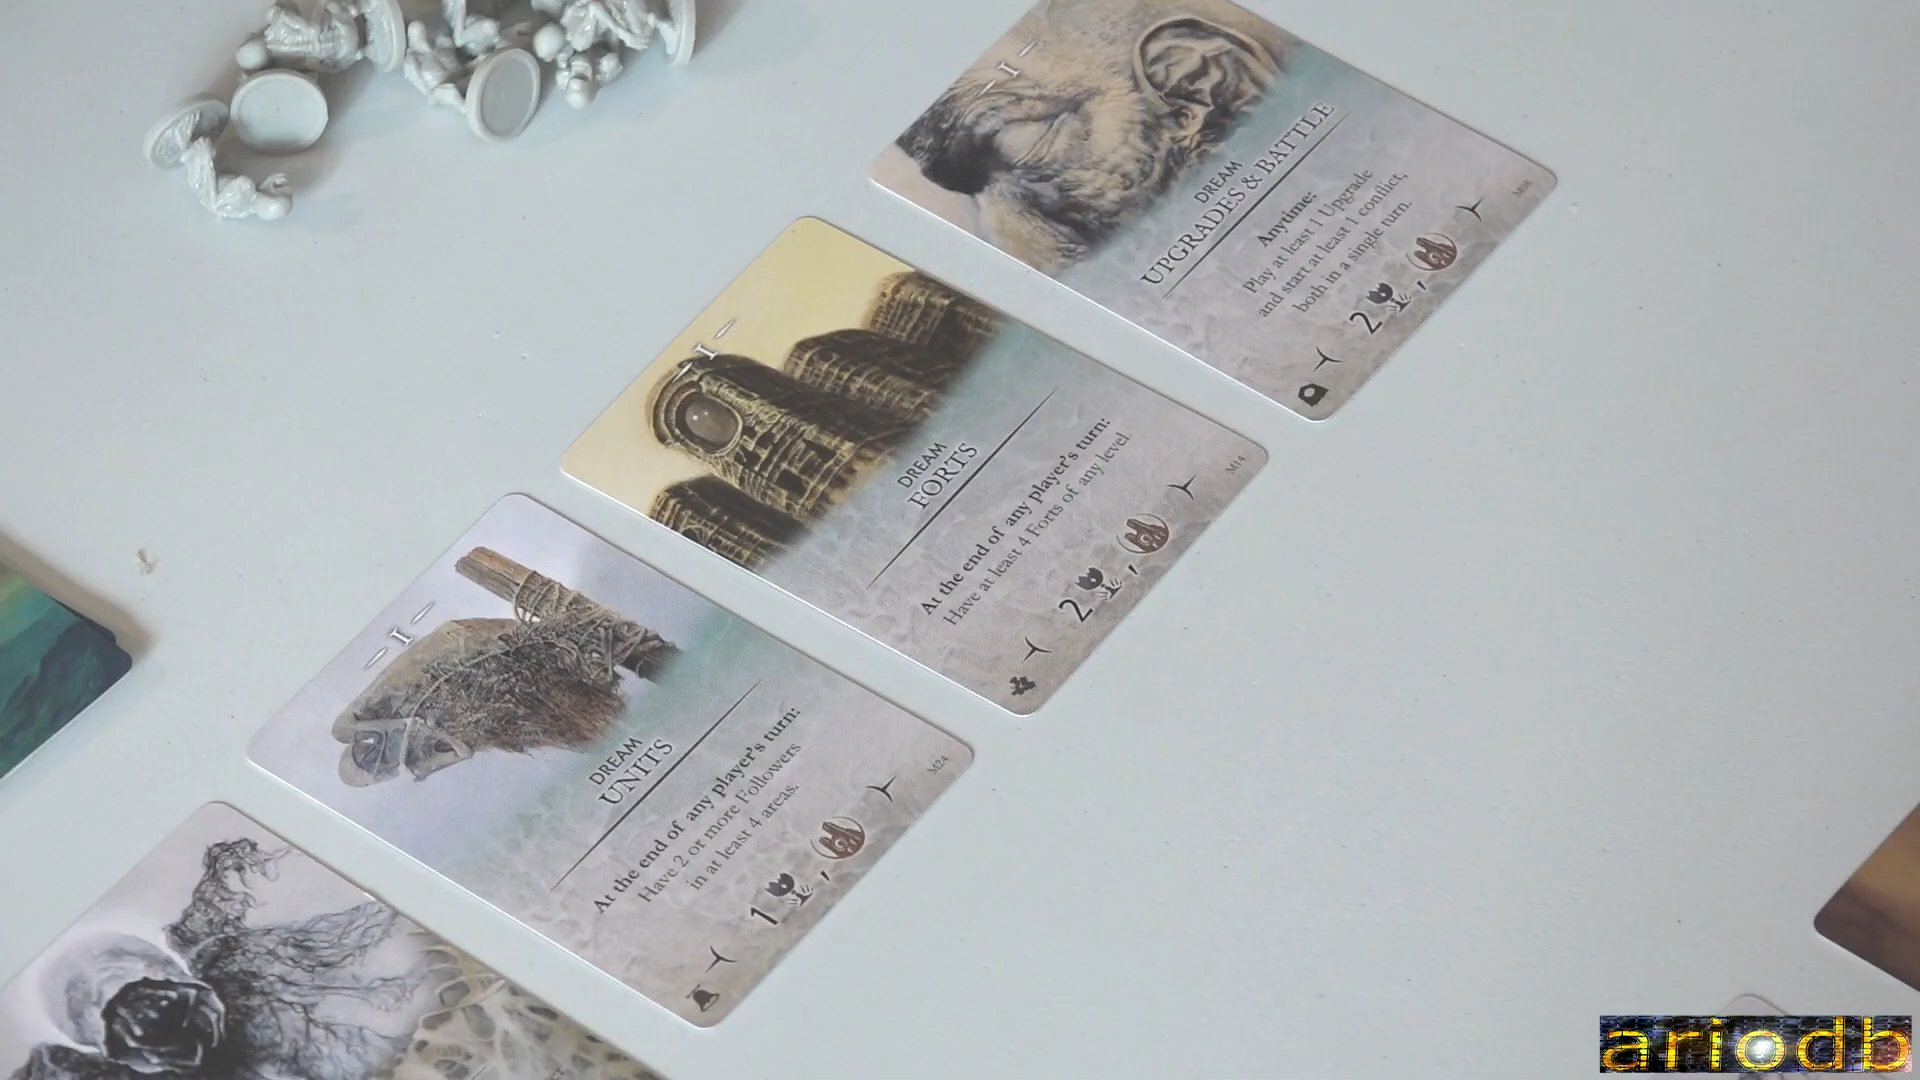 - I -
DREAM
UPGRADES & BATTLE
Anytime:
Play at least 1 Upgrade
and start at least 1 conflict,
both in a single turn.
2 ,
- I -
DREAM
FORTS
At the end of any player's turn:
Have at least 4 Forts of any level.
2 ,
M14
- I -
DREAM
UNITS
At the end of any player's turn:
Have 2 or more Followers
in at least 4 areas.
1 ,
M24
ariodb